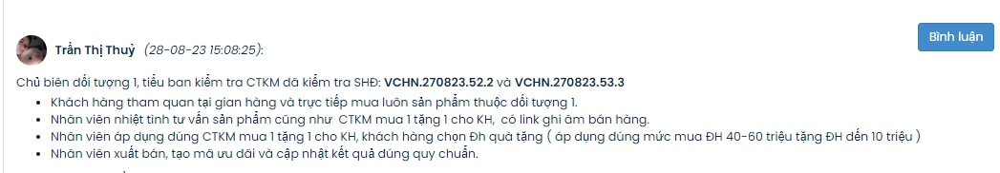 Bình luận
Trần Thị Thuỷ (28-08-23 15:08:25):
Chủ biên đối tượng 1, tiểu ban kiểm tra CTKM đã kiểm tra SHĐ: VCHN.270823.52.2 và VCHN.270823.53.3
• Khách hàng tham quan tại gian hàng và trực tiếp mua luôn sản phẩm thuộc đối tượng 1.
• Nhân viên nhiệt tình tư vấn sản phẩm cũng như CTKM mua 1 tặng 1 cho KH, có link ghi âm bán hàng.
• Nhân viên áp dụng đúng CTKM mua 1 tặng 1 cho KH, khách hàng chọn Đh quà tặng ( áp dụng đúng mức mua ĐH 40-60 triệu tặng ĐH đến 10 triệu )
• Nhân viên xuất bán, tạo mã ưu đãi và cập nhật kết quả đúng quy chuẩn.